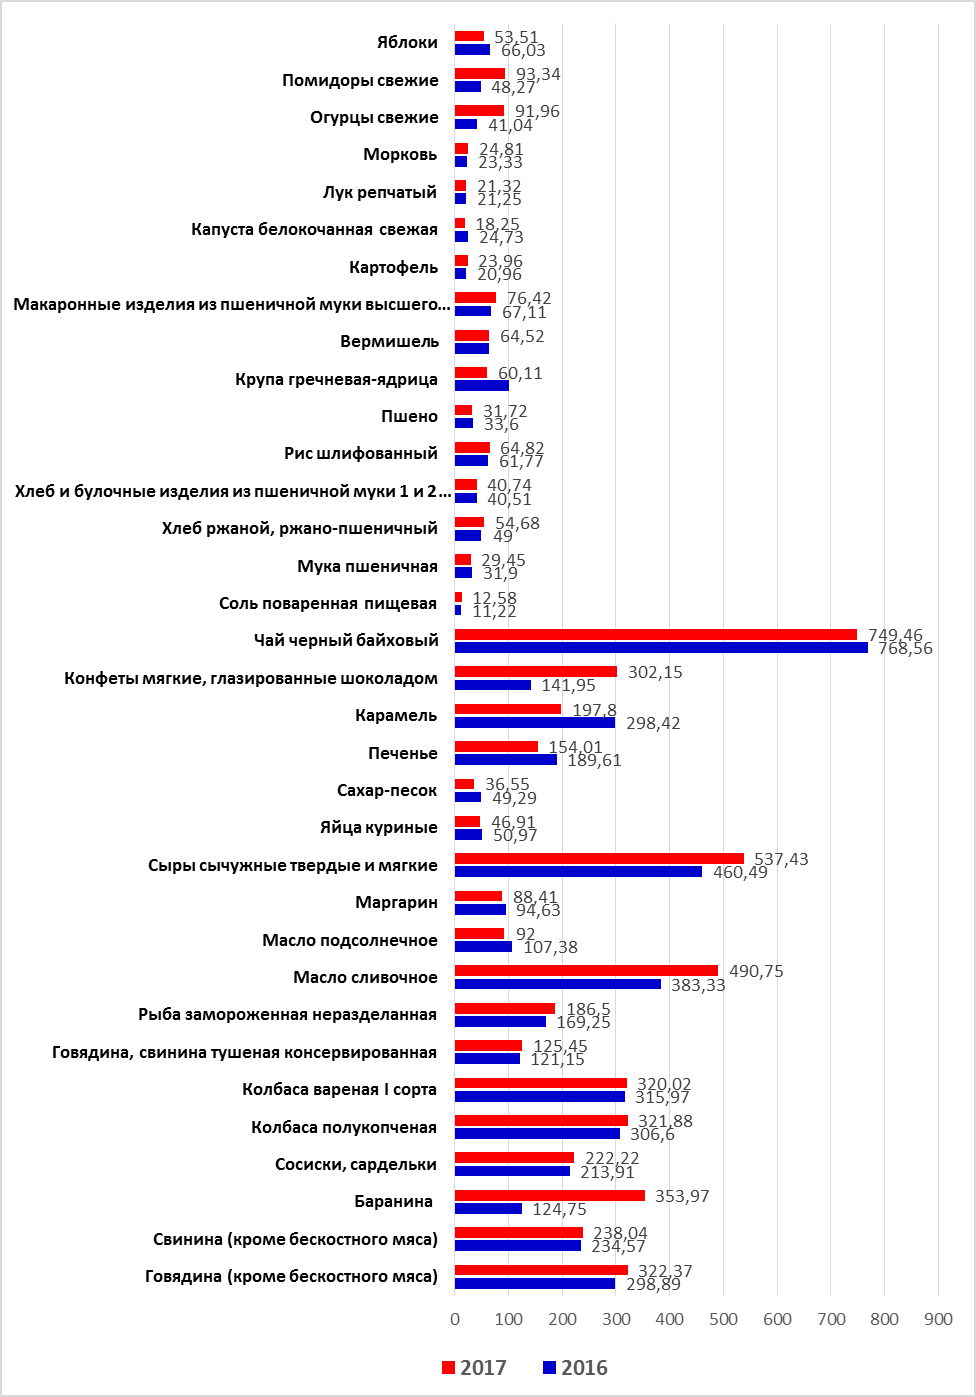 Яблоки 53,51
66,03
Помидоры свежие 93,34
48,27
Огурцы свежие 91,96
41,04
Морковь 24,81
23,33
Лук репчатый 21,32
21,25
Капуста белокочанная свежая 18,25
24,73
Картофель 23,96
20,96
Макаронные изделия из пшеничной муки высшего... 76,42
67,11
Вермишель 64,52
Крупа гречневая-ядрица 60,11
Пшено 31,72
33,6
Рис шлифованный 64,82
61,77
Хлеб и булочные изделия из пшеничной муки 1 и 2... 40,74
40,51
Хлеб ржаной, ржано-пшеничный 54,68
49
Мука пшеничная 29,45
31,9
Соль поваренная пищевая 12,58
11,22
Чай черный байховый 749,46
768,56
Конфеты мягкие, глазированные шоколадом 302,15
141,95
Карамель 197,8
298,42
Печенье 154,01
189,61
Сахар-песок 36,55
49,29
Яйца куриные 46,91
50,97
Сыры сычужные твердые и мягкие 537,43
460,49
Маргарин 88,41
94,63
Масло подсолнечное 92
107,38
Масло сливочное 490,75
383,33
Рыба замороженная неразделанная 186,5
169,25
Говядина, свинина тушеная консервированная 125,45
121,15
Колбаса вареная I сорта 320,02
315,97
Колбаса полукопченая 321,88
306,6
Сосиски, сардельки 222,22
213,91
Баранина 353,97
124,75
Свинина (кроме бескостного мяса) 238,04
234,57
Говядина (кроме бескостного мяса) 322,37
298,89
0 100 200 300 400 500 600 700 800 900
2017 2016